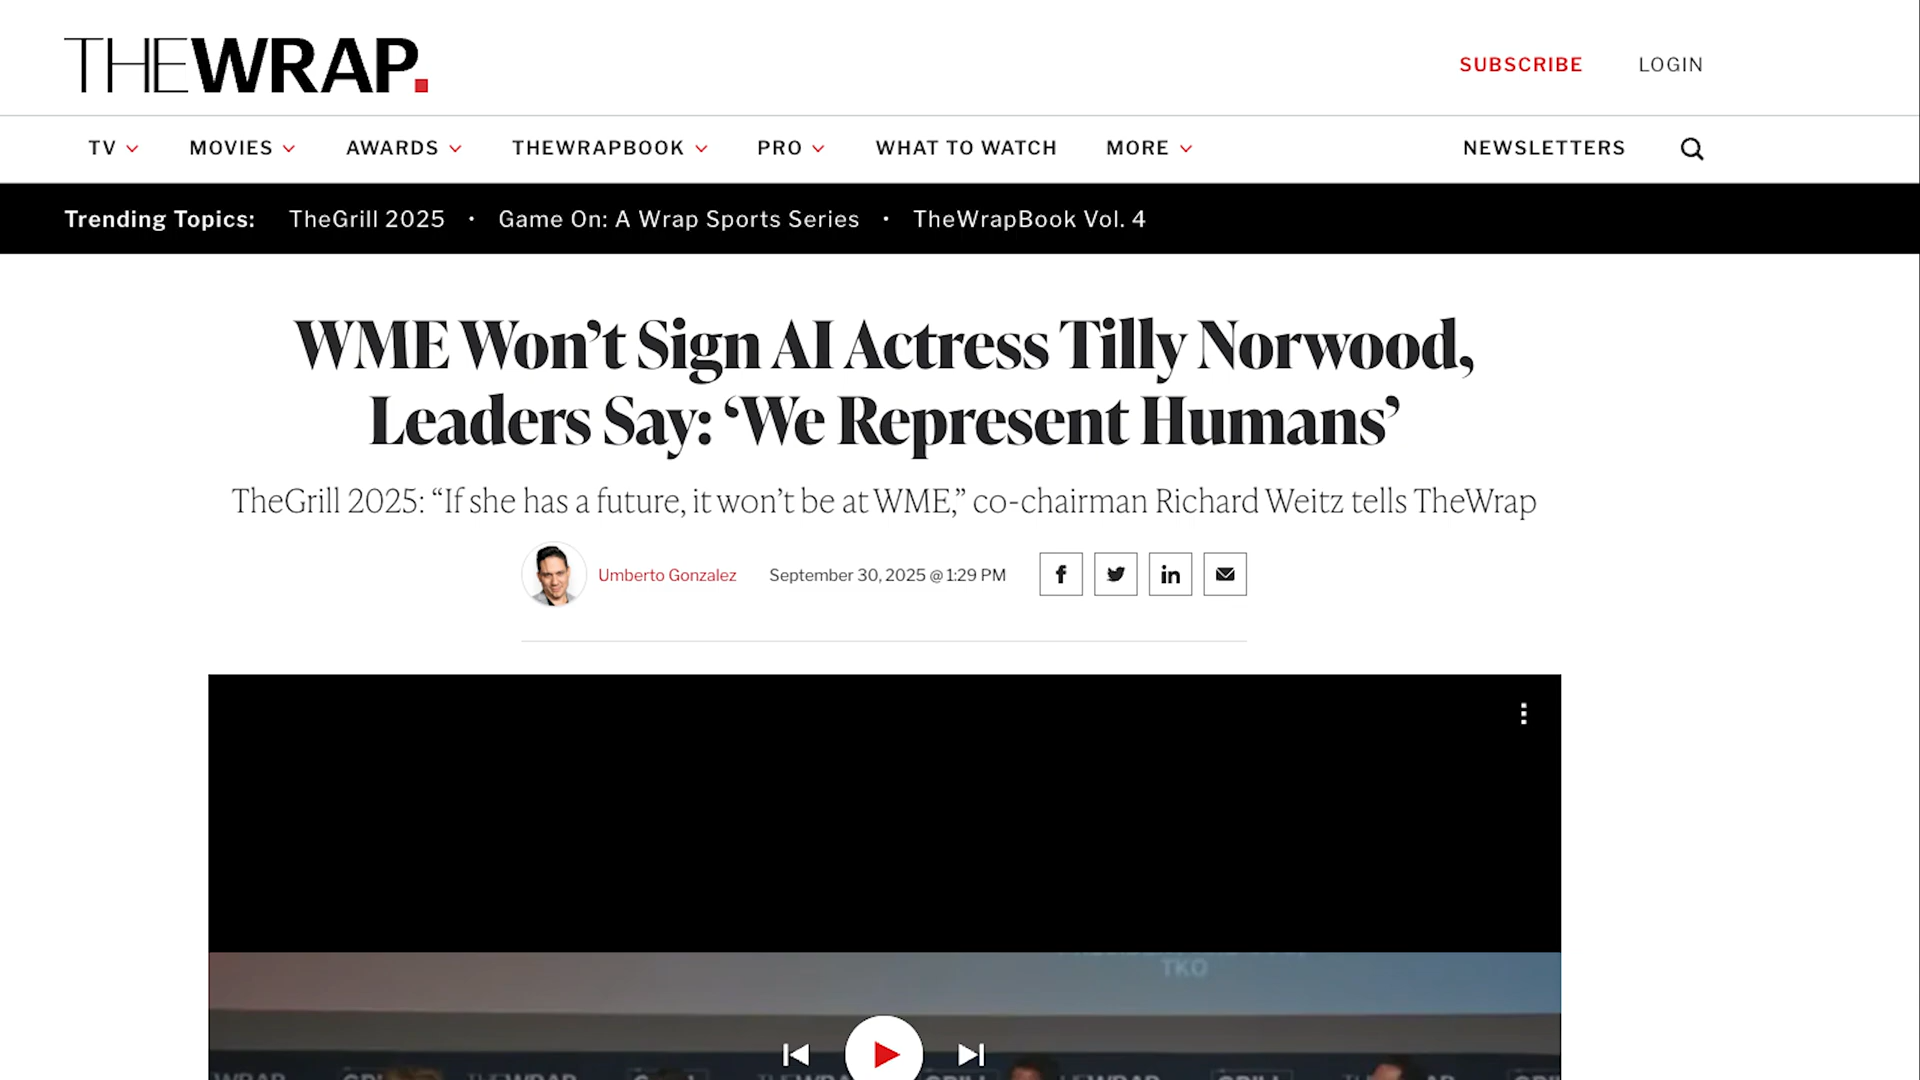 THEWRAP.
SUBSCRIBE LOGIN
TV MOVIES AWARDS THEWRAPBOOK PRO WHAT TO WATCH MORE NEWSLETTERS
Trending Topics: TheGrill 2025 • Game On: A Wrap Sports Series • TheWrapBook Vol. 4
WME Won’t Sign AI Actress Tilly Norwood,
Leaders Say: ‘We Represent Humans’
TheGrill 2025: “If she has a future, it won’t be at WME,” co-chairman Richard Weitz tells TheWrap
Umberto Gonzalez September 30, 2025 @ 1:29 PM
TKO